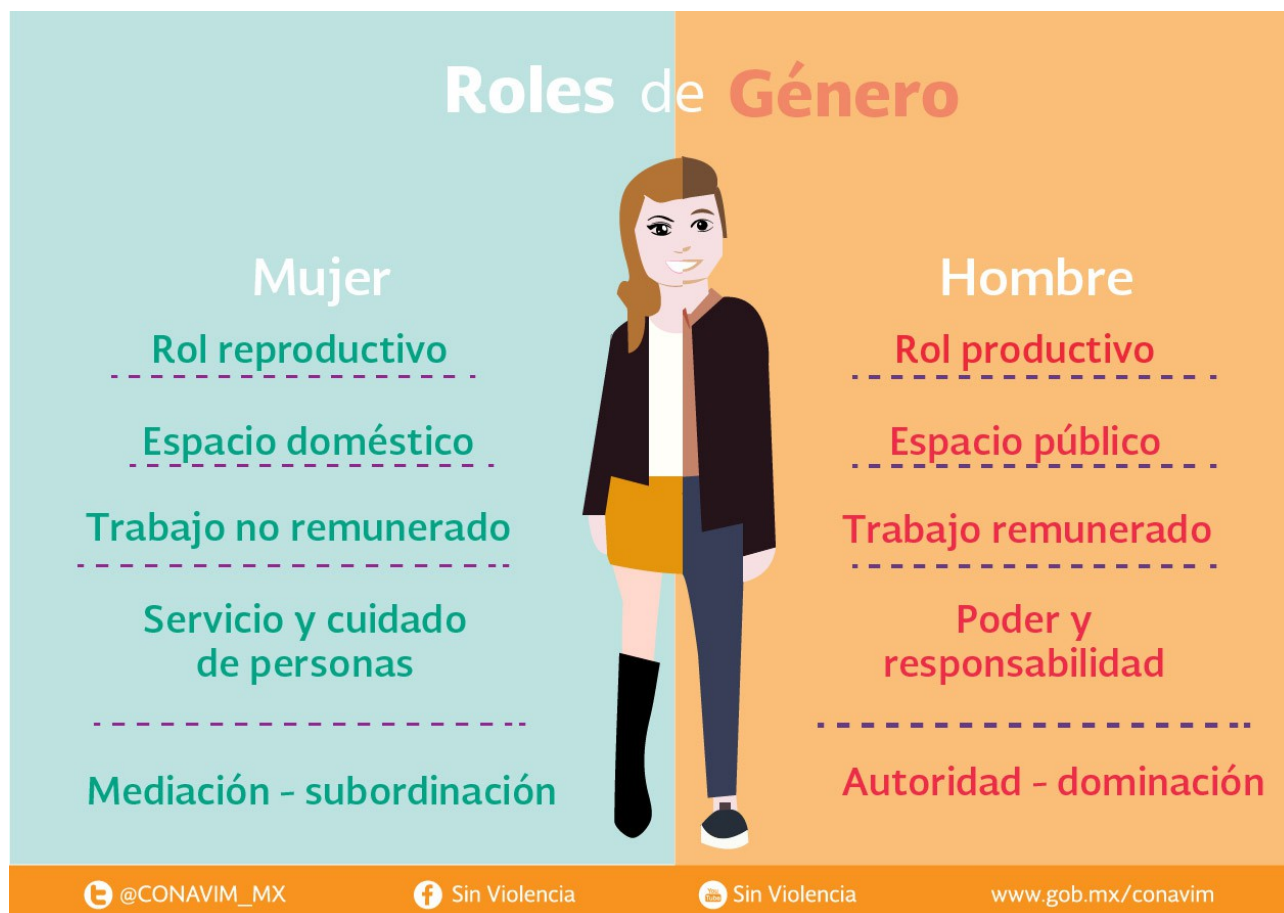 Roles de Género
Mujer
Rol reproductivo
Espacio doméstico
Trabajo no remunerado
Servicio y cuidado
de personas
Mediación - subordinación
Hombre
Rol productivo
Espacio público
Trabajo remunerado
Poder y
responsabilidad
Autoridad - dominación
@CONAVIM_MX
Sin Violencia
Sin Violencia
www.gob.mx/conavim